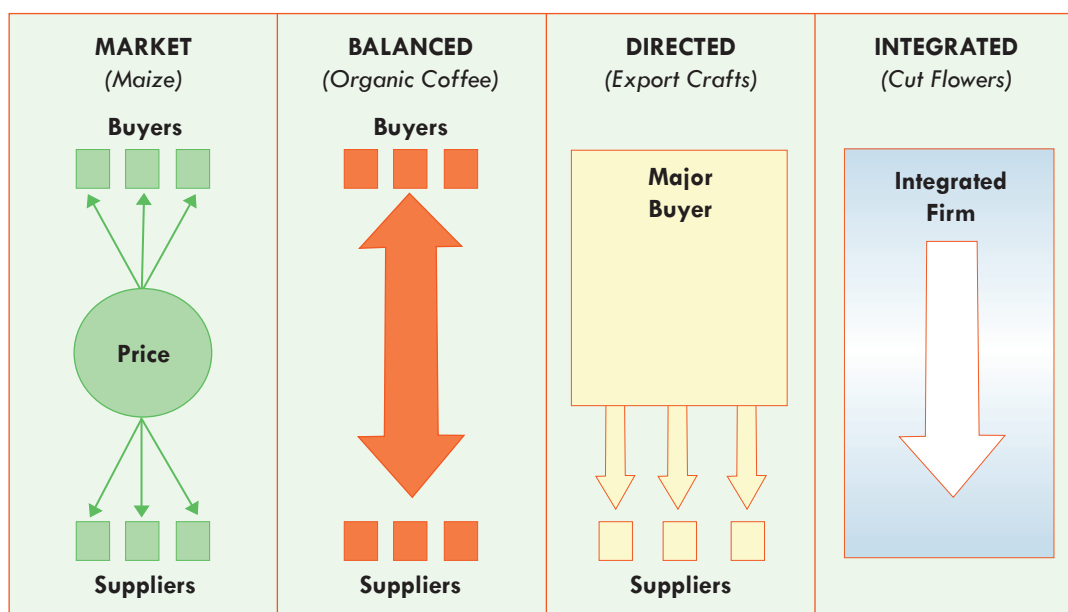 MARKET
(Maize)
Buyers
Price
Suppliers
BALANCED
(Organic Coffee)
Buyers
Suppliers
DIRECTED
(Export Crafts)
Major
Buyer
Suppliers
INTEGRATED
(Cut Flowers)
Integrated
Firm